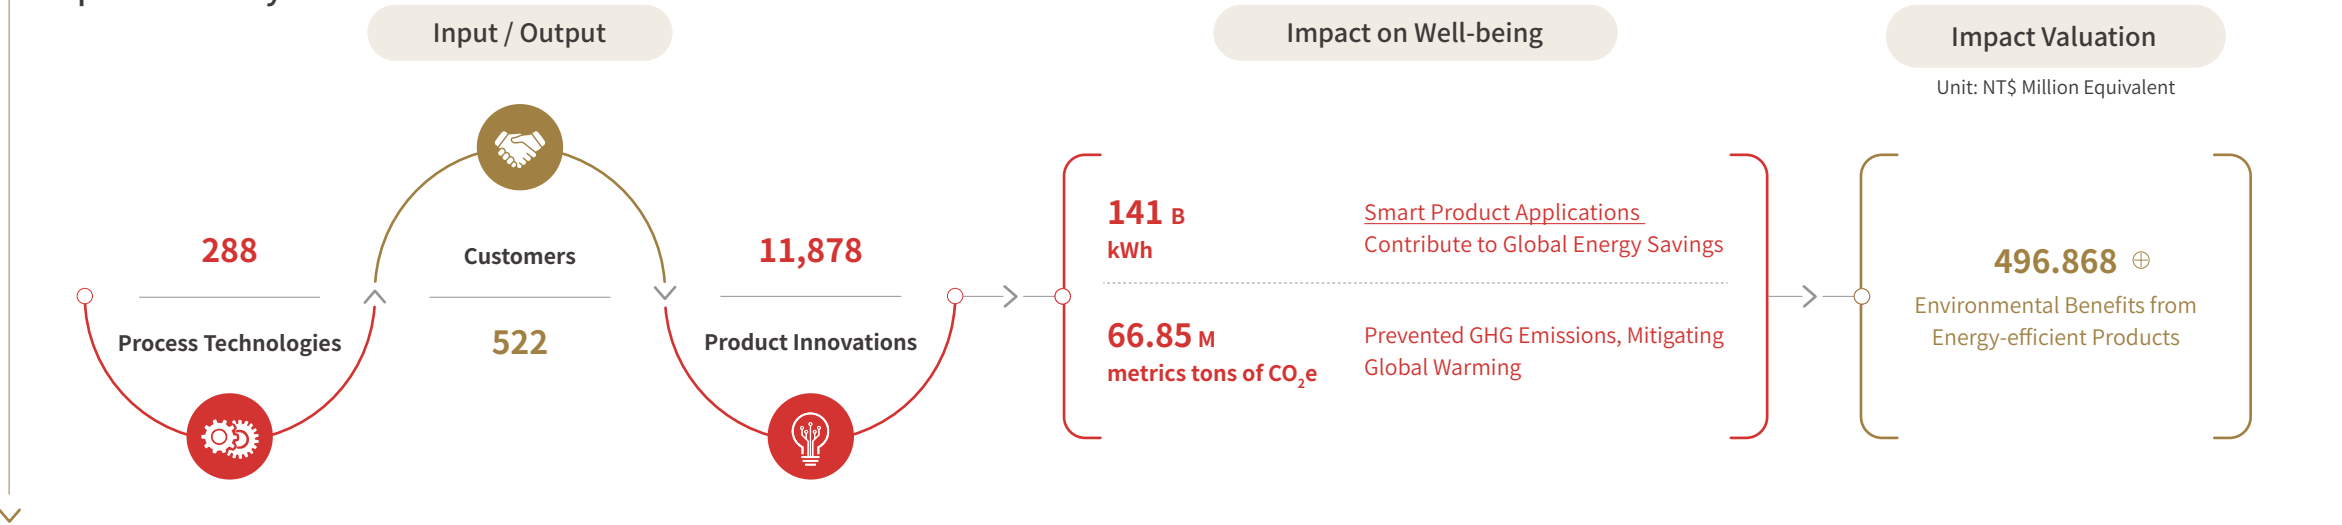 Input / Output
Impact on Well-being
Impact Valuation
Unit: NT$ Million Equivalent
288
Process Technologies
Customers
522
11,878
Product Innovations
141 B
kWh
Smart Product Applications
Contribute to Global Energy Savings
66.85 M
metrics tons of CO₂e
Prevented GHG Emissions, Mitigating
Global Warming
496.868
Environmental Benefits from
Energy-efficient Products